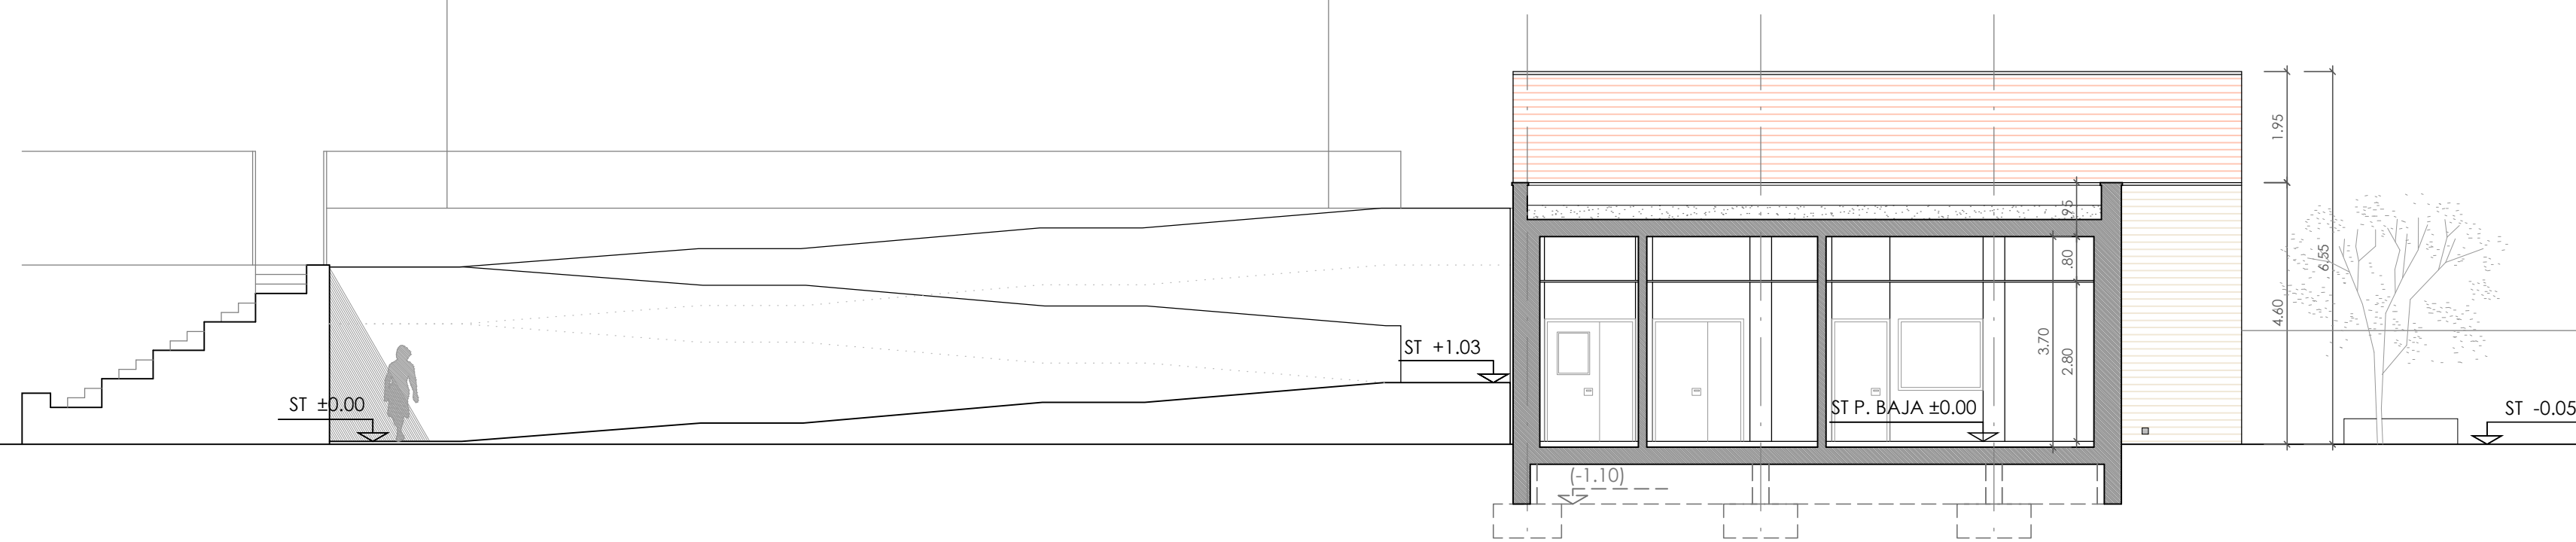 1.95
.95
.80
6.55
4.60
3.70
2.80
ST +1.03
ST ±0.00
ST P. BAJA ±0.00
ST -0.05
(-1.10)